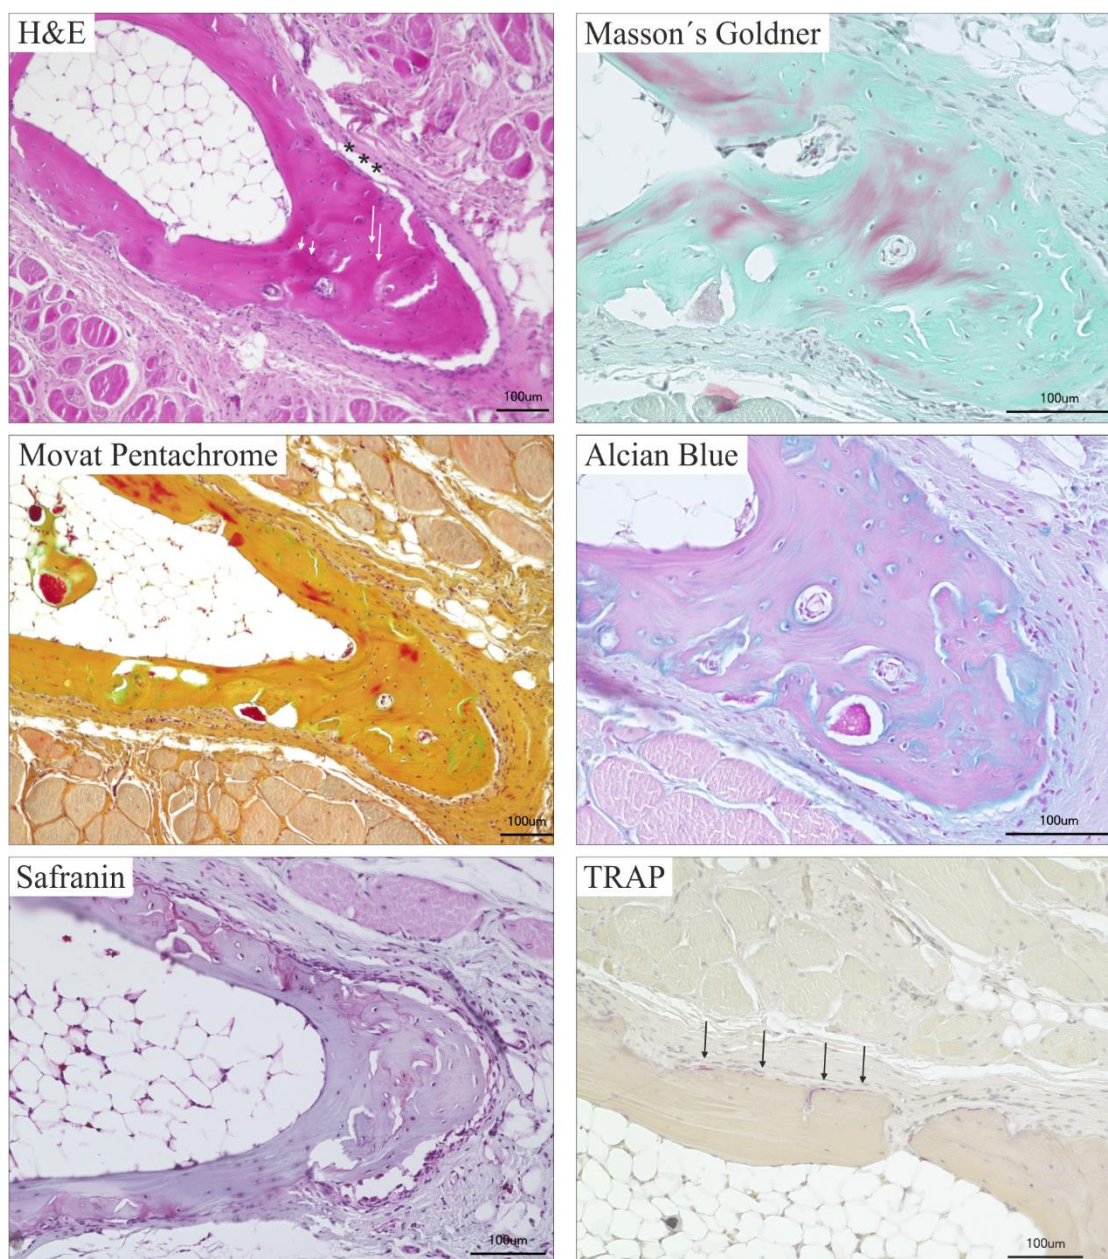 H&E
Masson´s Goldner
* * *
100um
100um
Movat Pentachrome
Alcian Blue
100um
100um
Safranin
TRAP
100um
100um